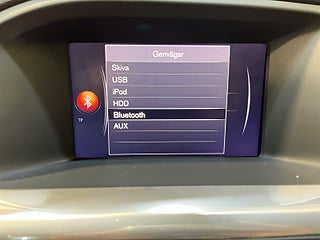 Genvägar
Skiva
USB
iPod
HDD
Bluetooth
AUX
TP